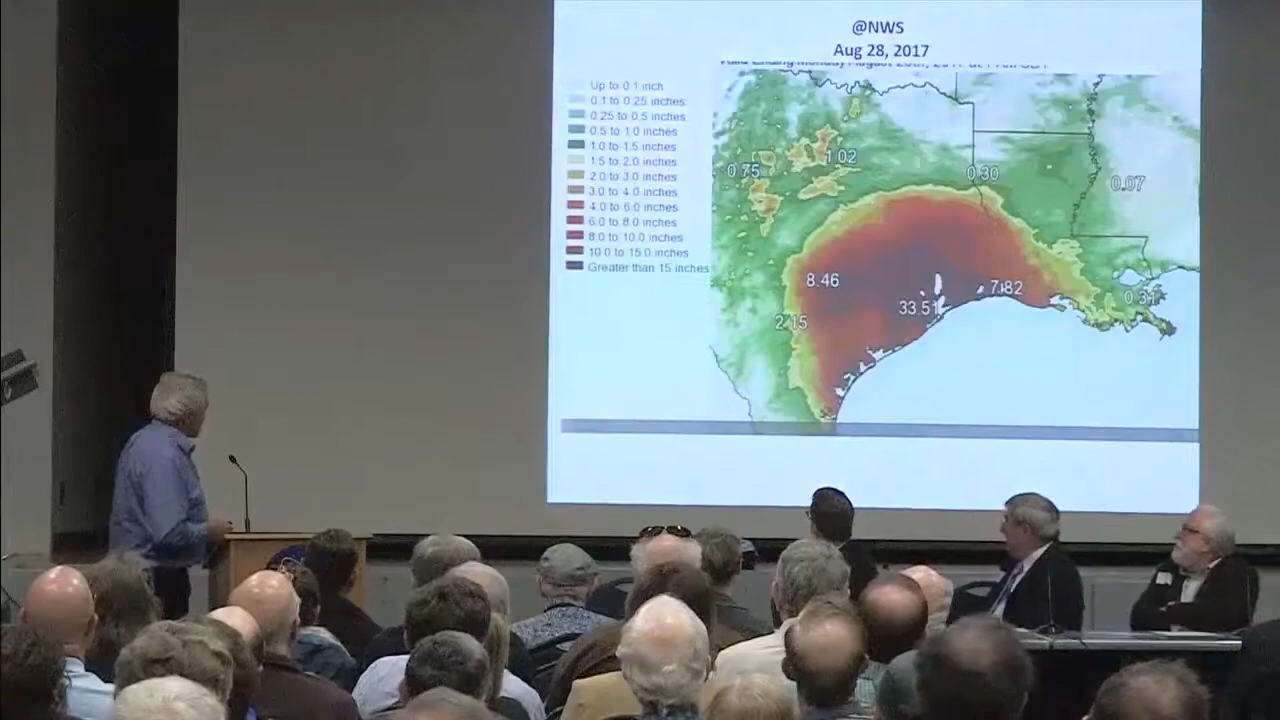 @NWS
Aug 28, 2017
Up to 0.1 inch
0.1 to 0.25 inches
0.25 to 0.5 inches
0.5 to 1.0 inches
1.0 to 1.5 inches
1.5 to 2.0 inches
2.0 to 3.0 inches
3.0 to 4.0 inches
4.0 to 6.0 inches
6.0 to 8.0 inches
8.0 to 10.0 inches
10.0 to 15.0 inches
Greater than 15 inches
1.02
0.75
0.30
0.07
8.46
7.82
0.31
33.51
2.15